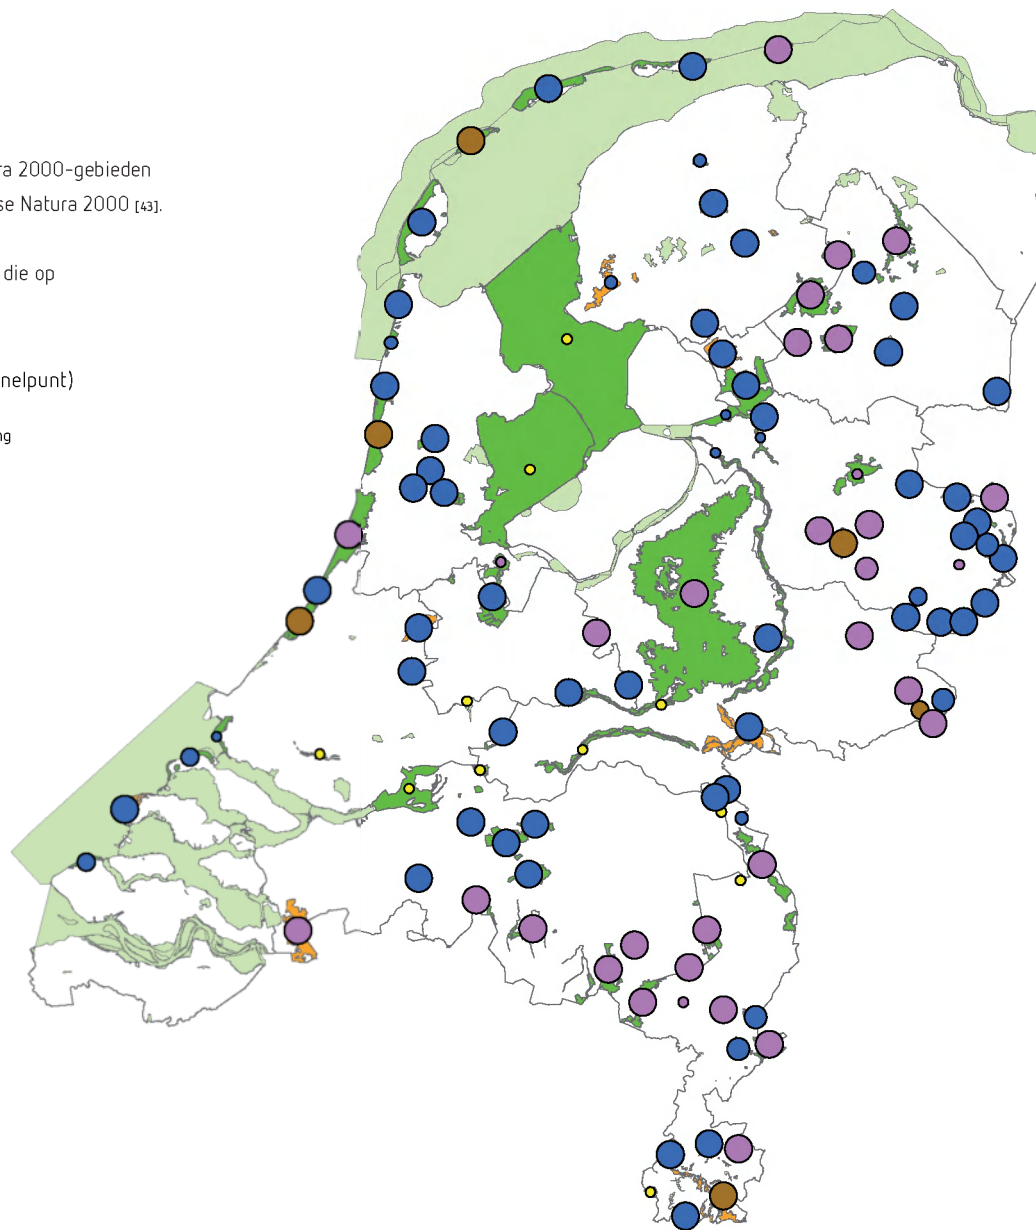 ra 2000-gebieden
se Natura 2000 [43].
die op
nelpunt)
ng